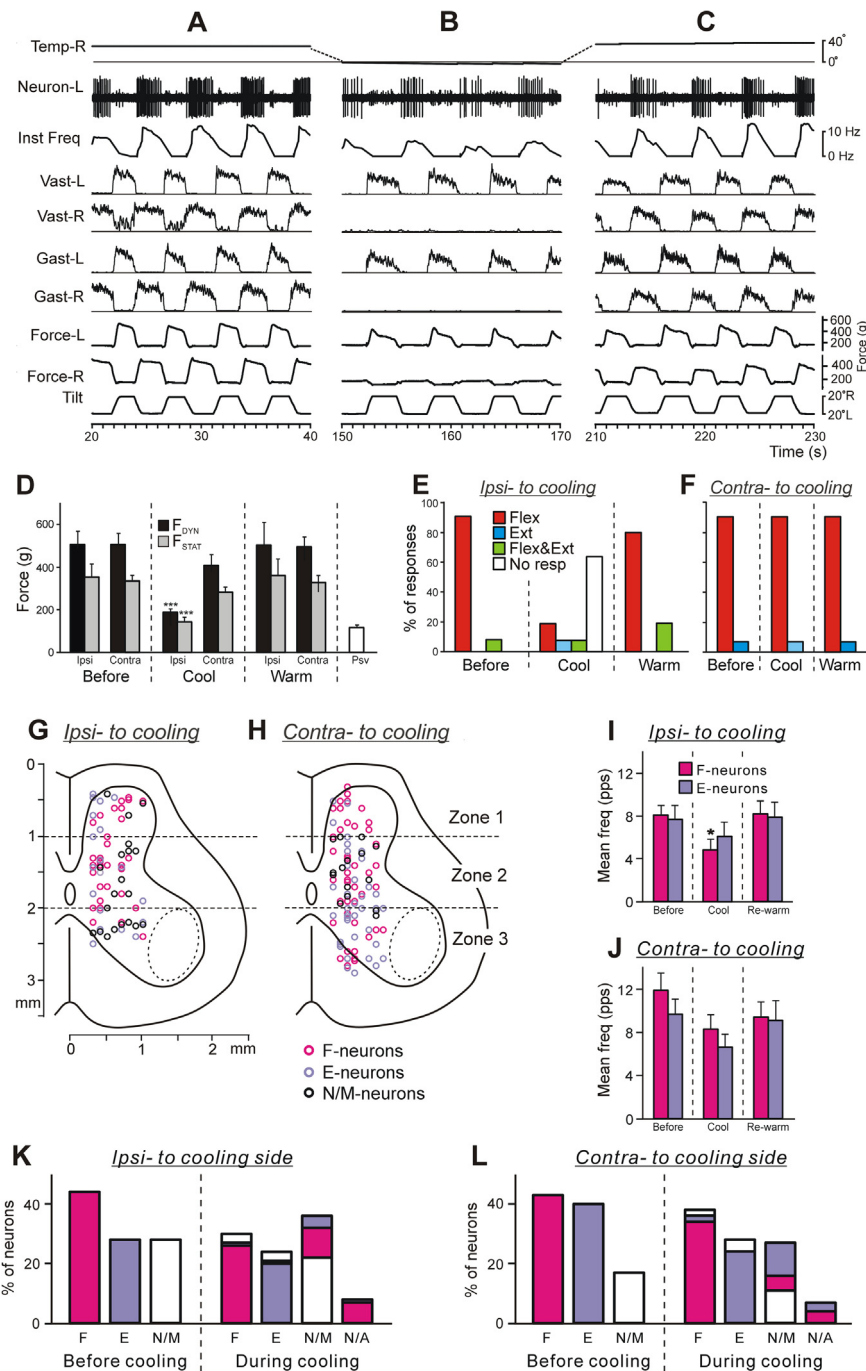 A B C
Temp-R
40°
0°
Neuron-L
Inst Freq
10 Hz
0 Hz
Vast-L
Vast-R
Gast-L
Gast-R
Force-L
600
400
200
Force (g)
Force-R
400
200
Tilt
20°R
20°L
20 30 40 150 160 170 210 220 230
Time (s)
D
Force (g)
600
400
200
0
F DYN
F STAT
*** ***
Ipsi Contra Ipsi Contra Ipsi Contra Psv
Before Cool Warm
E Ipsi- to cooling
% of responses
100
80
60
40
20
0
Flex
Ext
Flex&Ext
No resp
Before Cool Warm
F Contra- to cooling
Before Cool Warm
G Ipsi- to cooling
H Contra- to cooling
0
1
2
3
mm
0 1 2 mm
Zone 1
Zone 2
Zone 3
F-neurons
E-neurons
N/M-neurons
I Ipsi- to cooling
Mean freq (pps)
12
8
4
0
F-neurons
E-neurons
*
Before Cool Re-warm
J Contra- to cooling
Mean freq (pps)
12
8
4
0
Before Cool Re-warm
K Ipsi- to cooling side
% of neurons
40
20
0
F E N/M F E N/M N/A
Before cooling During cooling
L Contra- to cooling side
% of neurons
40
20
0
F E N/M F E N/M N/A
Before cooling During cooling